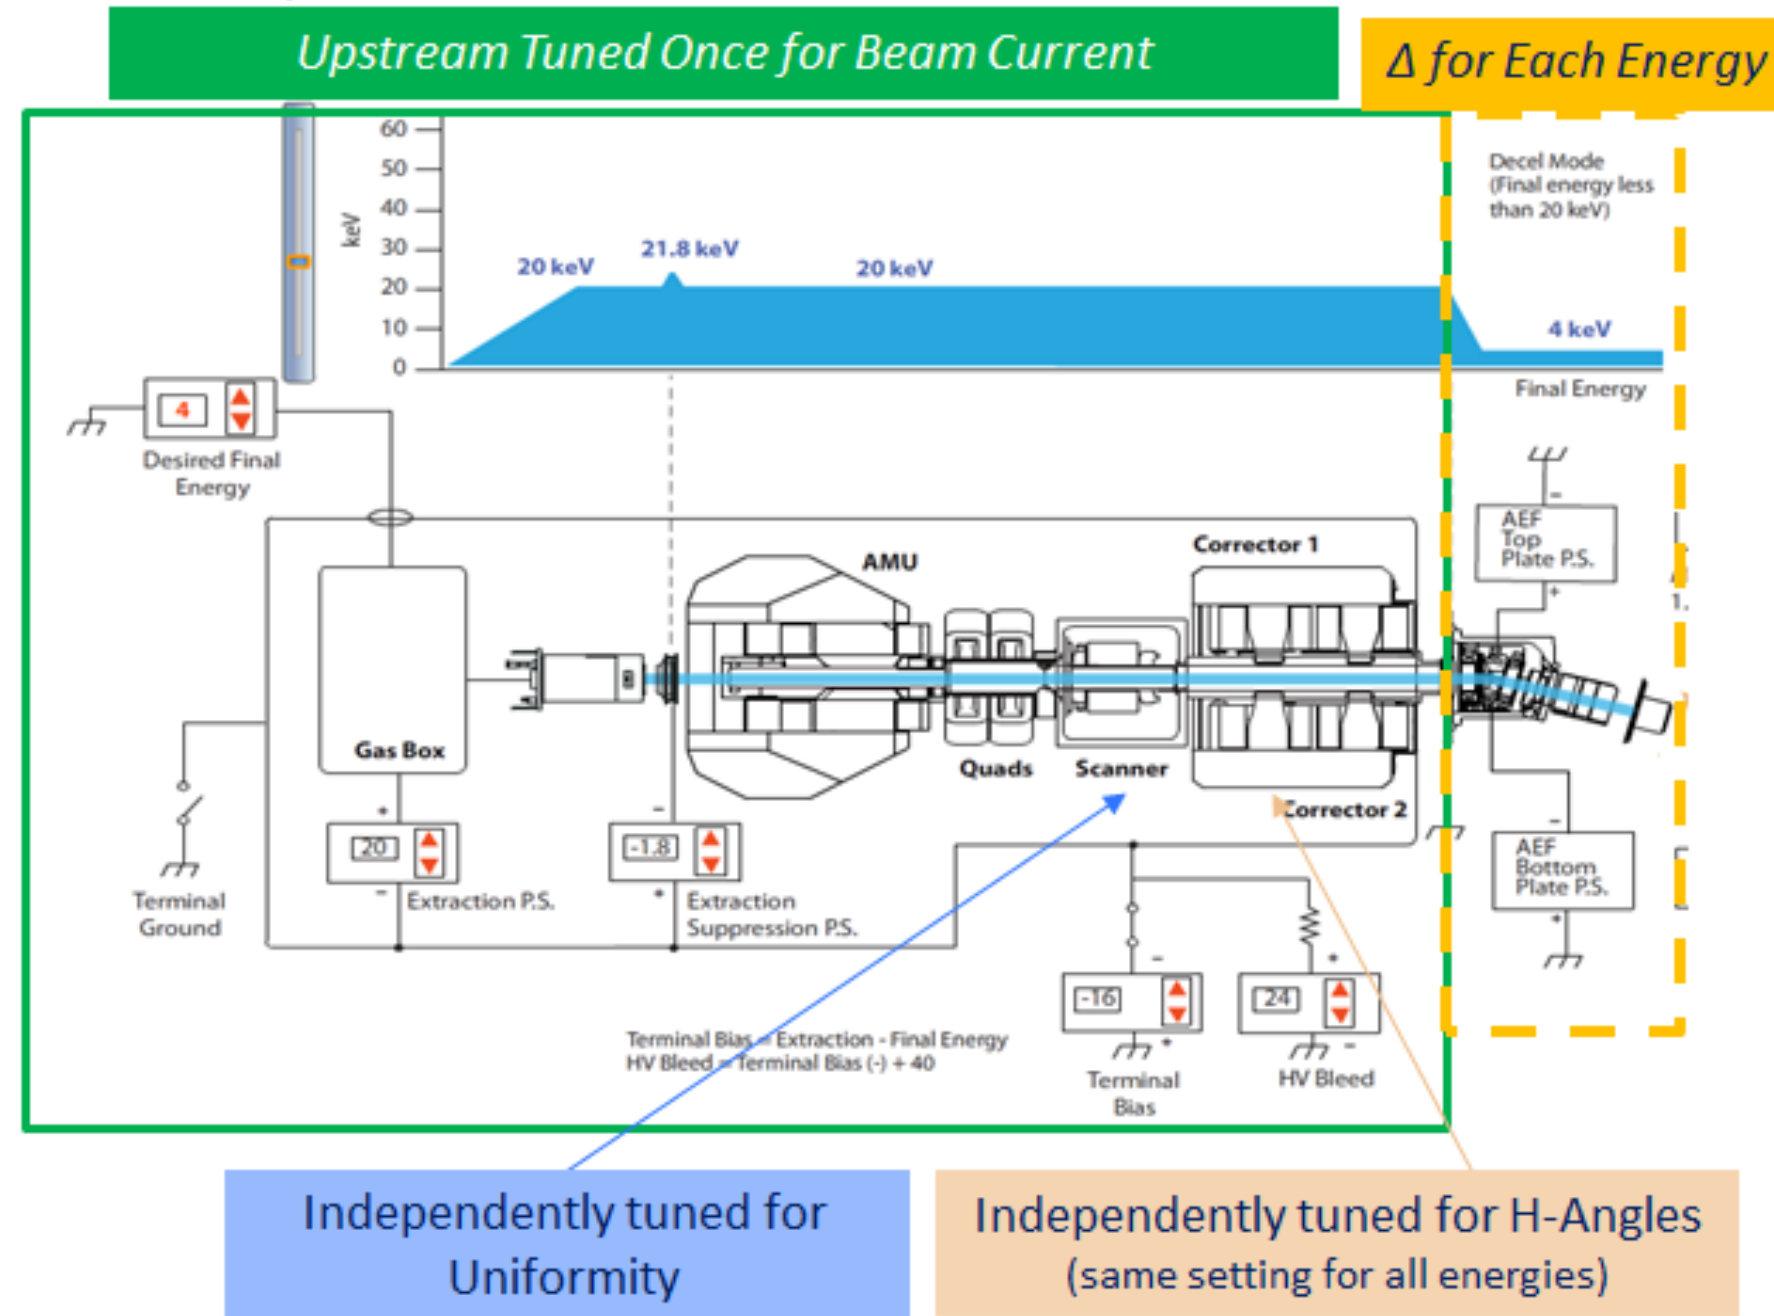 Upstream Tuned Once for Beam Current
Δ for Each Energy
60
50
40
30
20
10
0
keV
20 keV
21.8 keV
20 keV
Decel Mode
(Final energy less
than 20 keV)
4 keV
Final Energy
4
Desired Final
Energy
AMU
Corrector 1
AEF
Top
Plate P.S.
+
-
1.
Gas Box
Quads
Scanner
Corrector 2
+
20
-
Extraction P.S.
-
-1.8
+
Extraction
Suppression P.S.
Terminal
Ground
-
AEF
Bottom
Plate P.S.
+
-
-16
+
+
24
-
Terminal Bias = Extraction - Final Energy
HV Bleed = Terminal Bias (-) + 40
Terminal
Bias
HV Bleed
Independently tuned for
Uniformity
Independently tuned for H-Angles
(same setting for all energies)